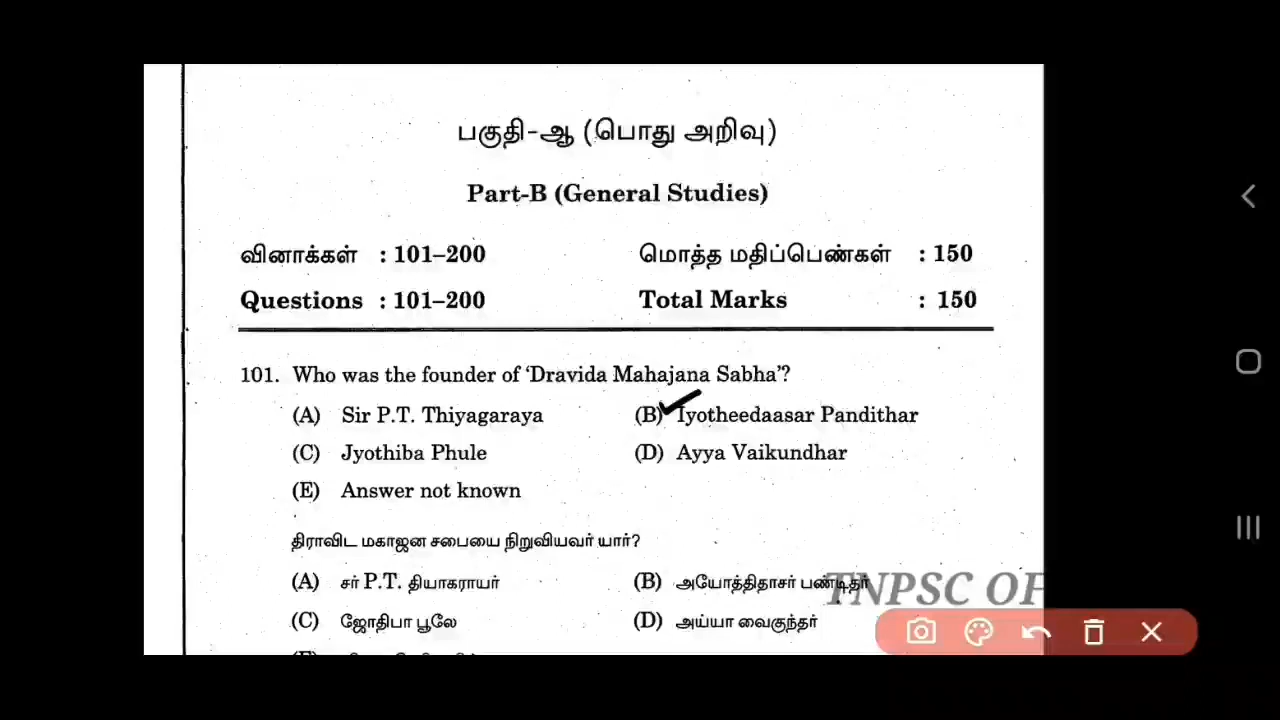 பகுதி-ஆ (பொது அறிவு)
Part-B (General Studies)
வினாக்கள் : 101–200 மொத்த மதிப்பெண்கள் : 150
Questions : 101–200 Total Marks : 150
101. Who was the founder of ‘Dravida Mahajana Sabha’?
(A) Sir P.T. Thiyagaraya (B) Iyotheedaasar Pandithar
(C) Jyothiba Phule (D) Ayya Vaikundhar
(E) Answer not known
திராவிட மகாஜன சபையை நிறுவியவர் யார்?
(A) சர் P.T. தியாகராயர் (B) அயோத்திதாசர் பண்டிதர்
TNPSC OF
(C) ஜோதிபா பூலே (D) அய்யா வைகுந்தர்